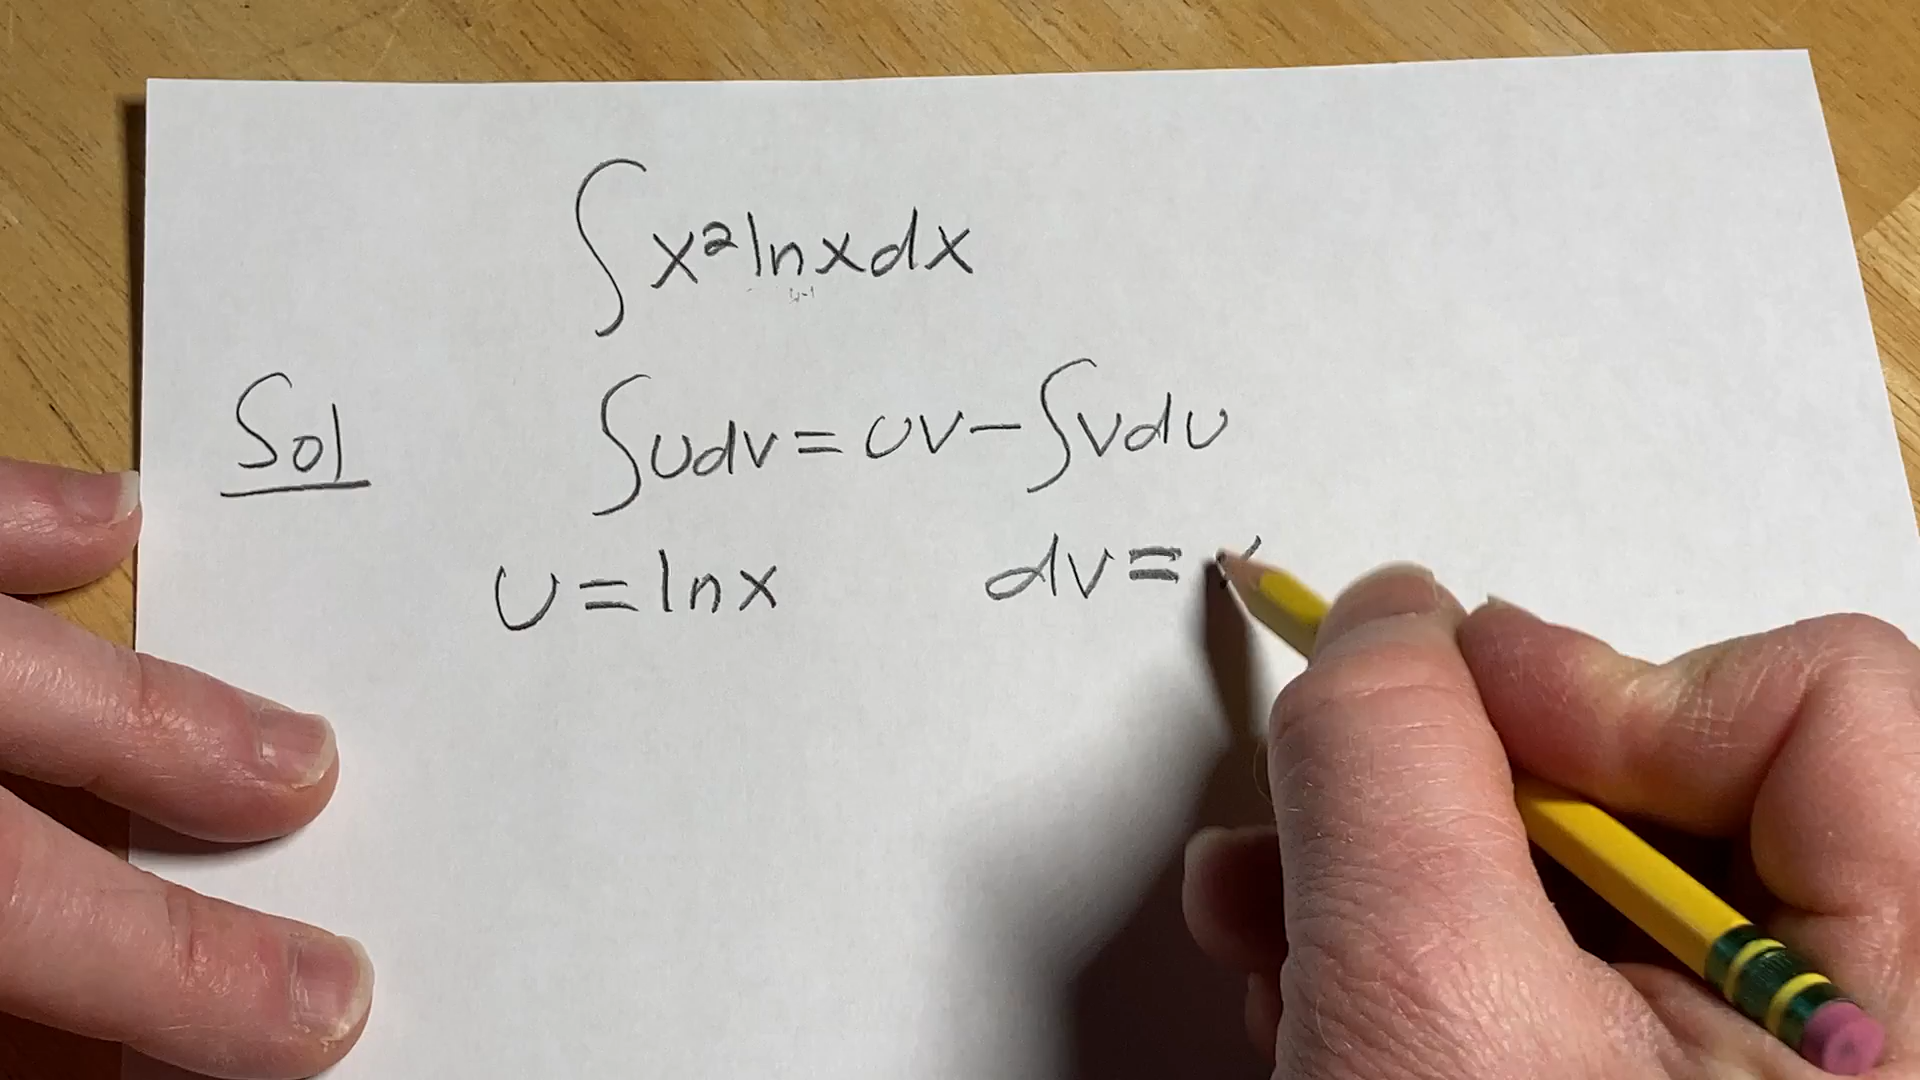 ∫x²lnxdx
Sol ∫udv = uv - ∫vdu
u = lnx dv =